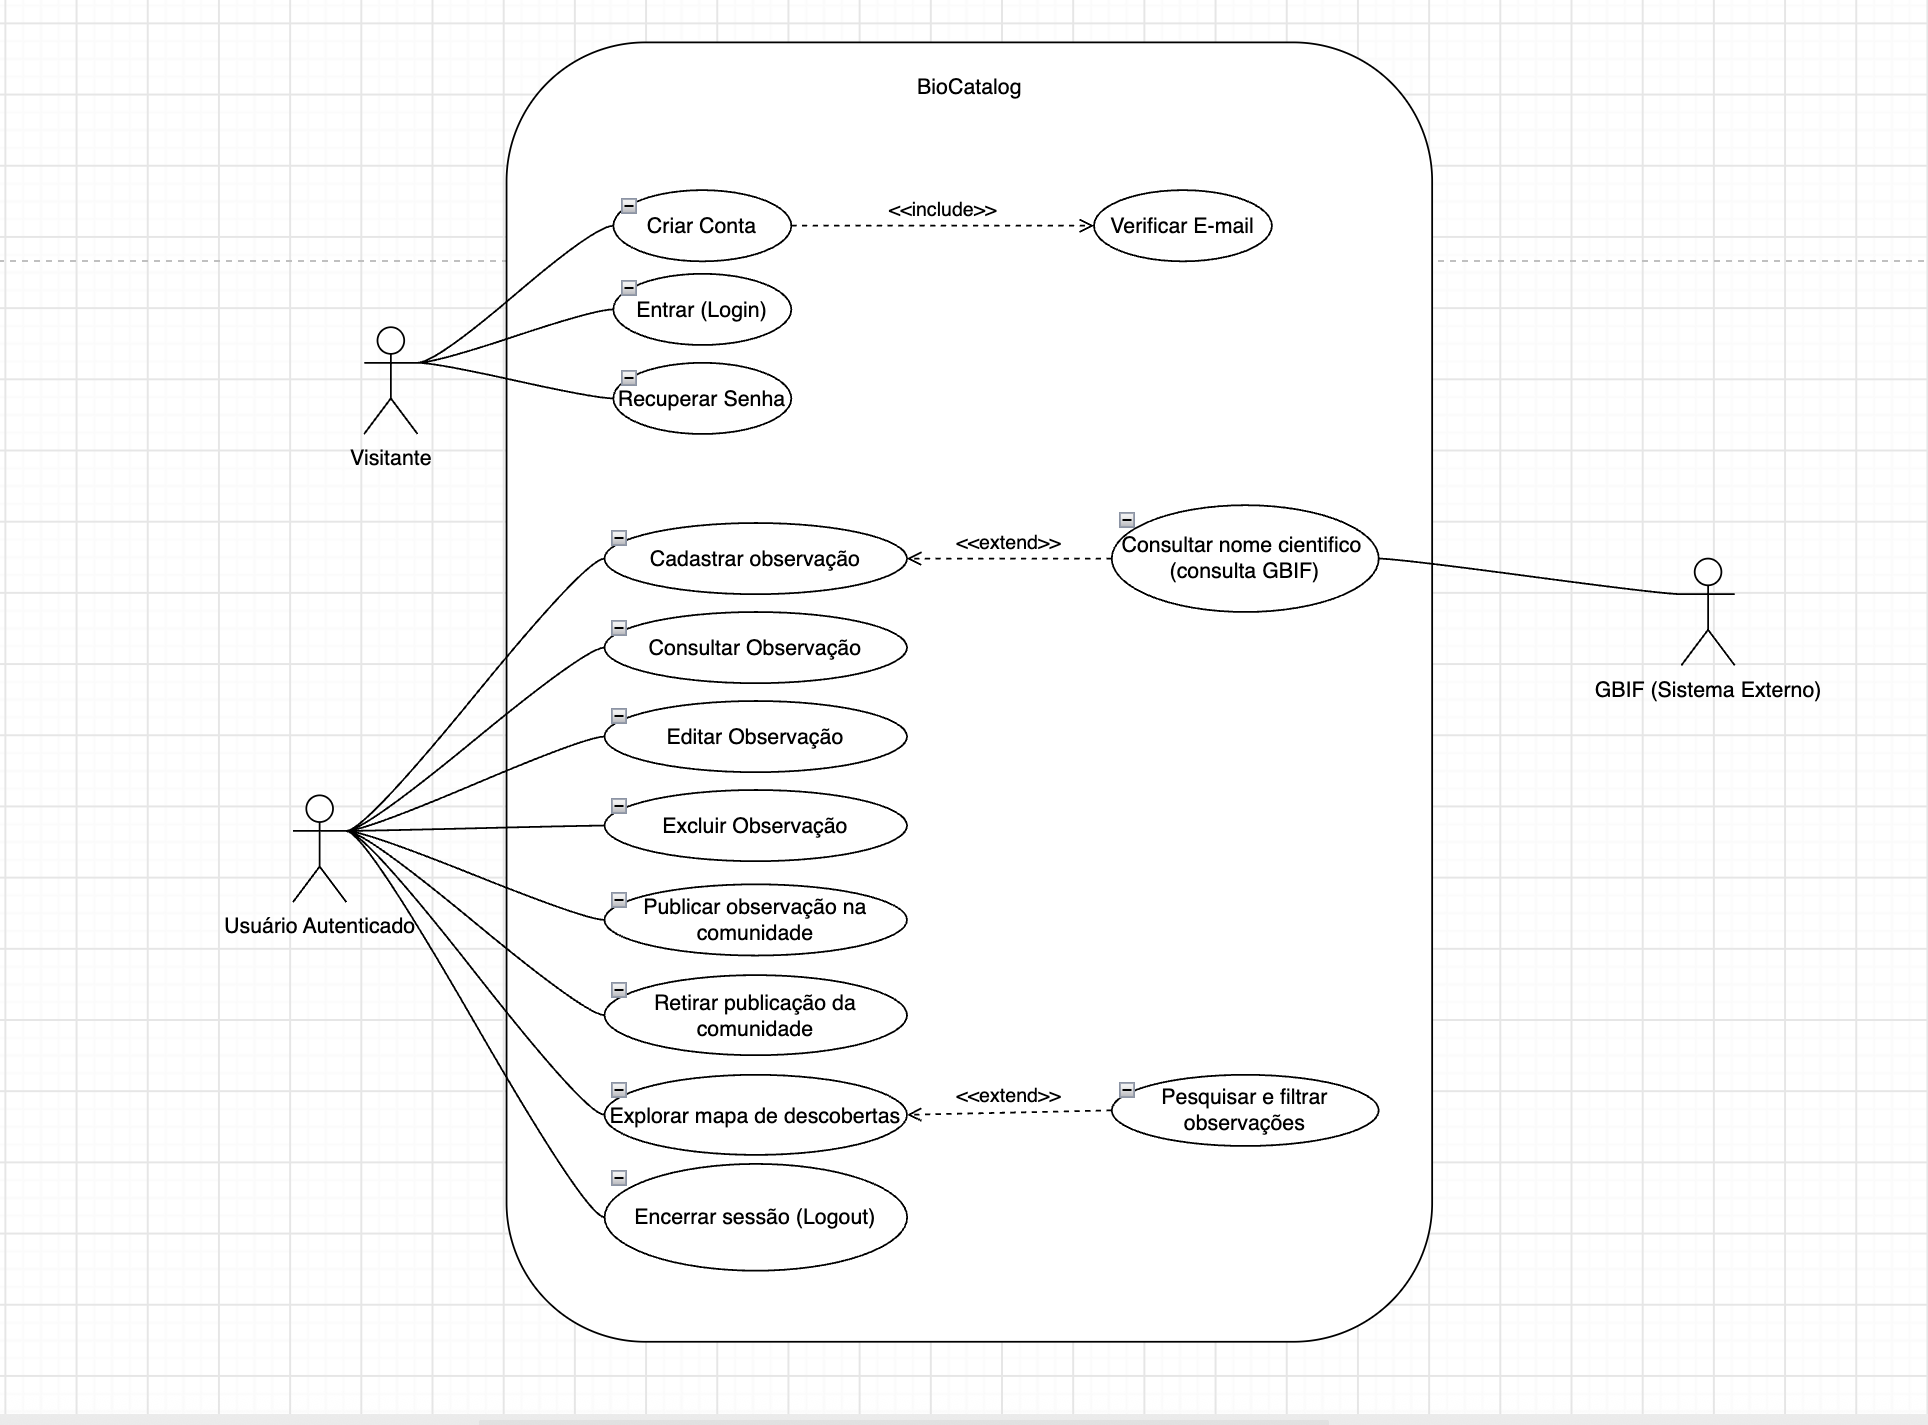 BioCatalog
Criar Conta
<<include>>
Verificar E-mail
Entrar (Login)
Recuperar Senha
Visitante
Cadastrar observação
<<extend>>
Consultar nome cientifico
(consulta GBIF)
Consultar Observação
GBIF (Sistema Externo)
Editar Observação
Excluir Observação
Usuário Autenticado
Publicar observação na
comunidade
Retirar publicação da
comunidade
Explorar mapa de descobertas
<<extend>>
Pesquisar e filtrar
observações
Encerrar sessão (Logout)